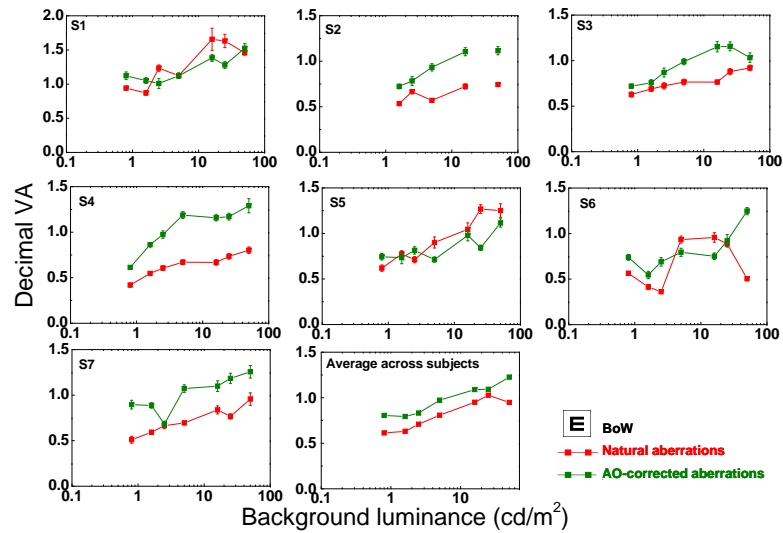 S1
S2
S3
2.0
1.5
1.0
0.5
0.0
0.1 1 10 100
1.5
1.0
0.5
0.0
0.1 1 10 100
1.5
1.0
0.5
0.0
0.1 1 10 100
S4
S5
S6
1.5
1.0
0.5
0.0
0.1 1 10 100
1.5
1.0
0.5
0.0
0.1 1 10 100
1.5
1.0
0.5
0.0
0.1 1 10 100
S7
Average across subjects
1.5
1.0
0.5
0.0
0.1 1 10 100
1.5
1.0
0.5
0.0
0.1 1 10 100
Decimal VA
Background luminance (cd/m²)
E BoW
Natural aberrations
AO-corrected aberrations